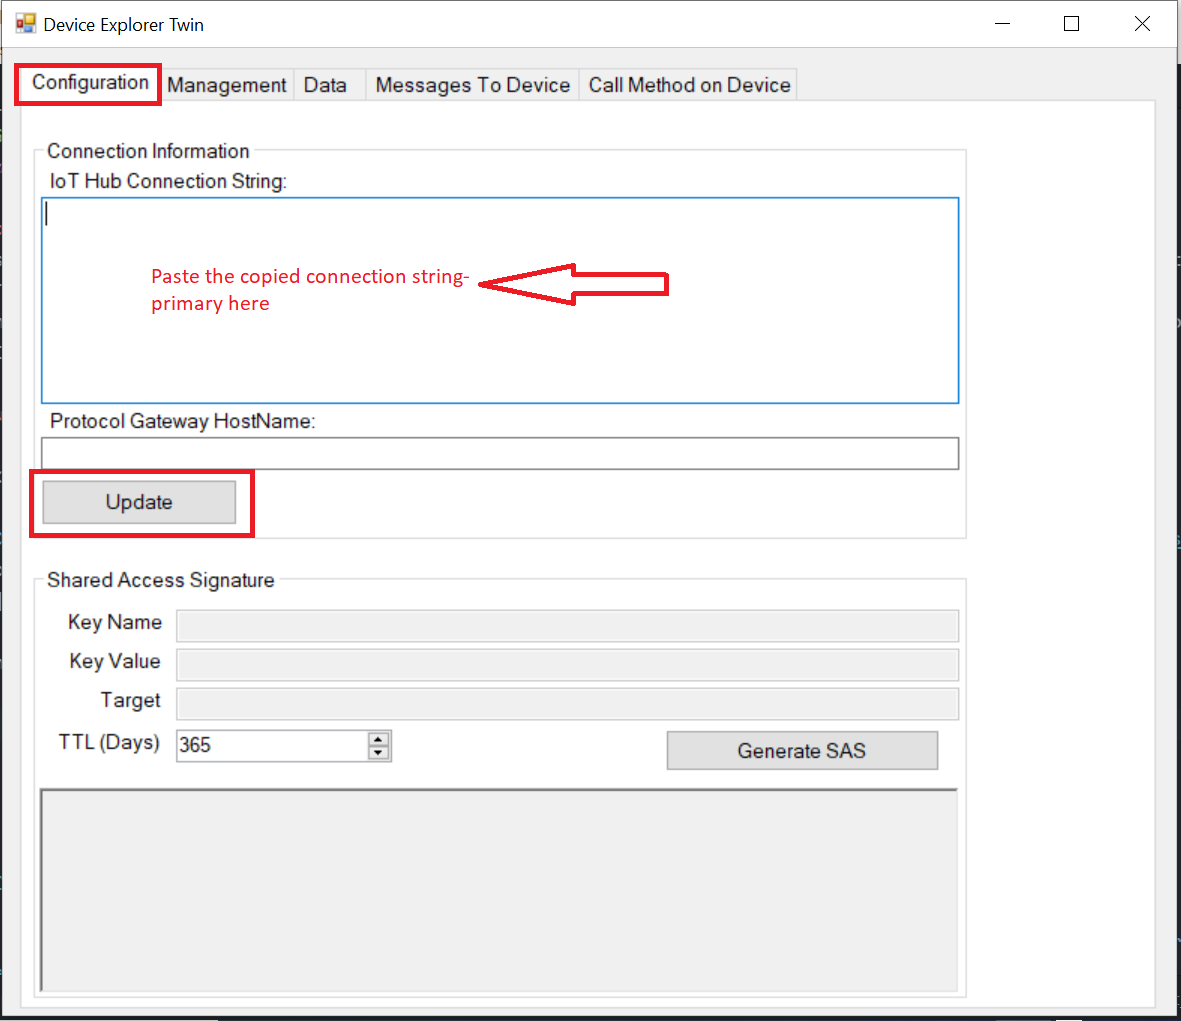 Device Explorer Twin
Configuration Management Data Messages To Device Call Method on Device
Connection Information
IoT Hub Connection String:
Paste the copied connection string-
primary here
Protocol Gateway HostName:
Update
Shared Access Signature
Key Name
Key Value
Target
TTL (Days) 365 Generate SAS